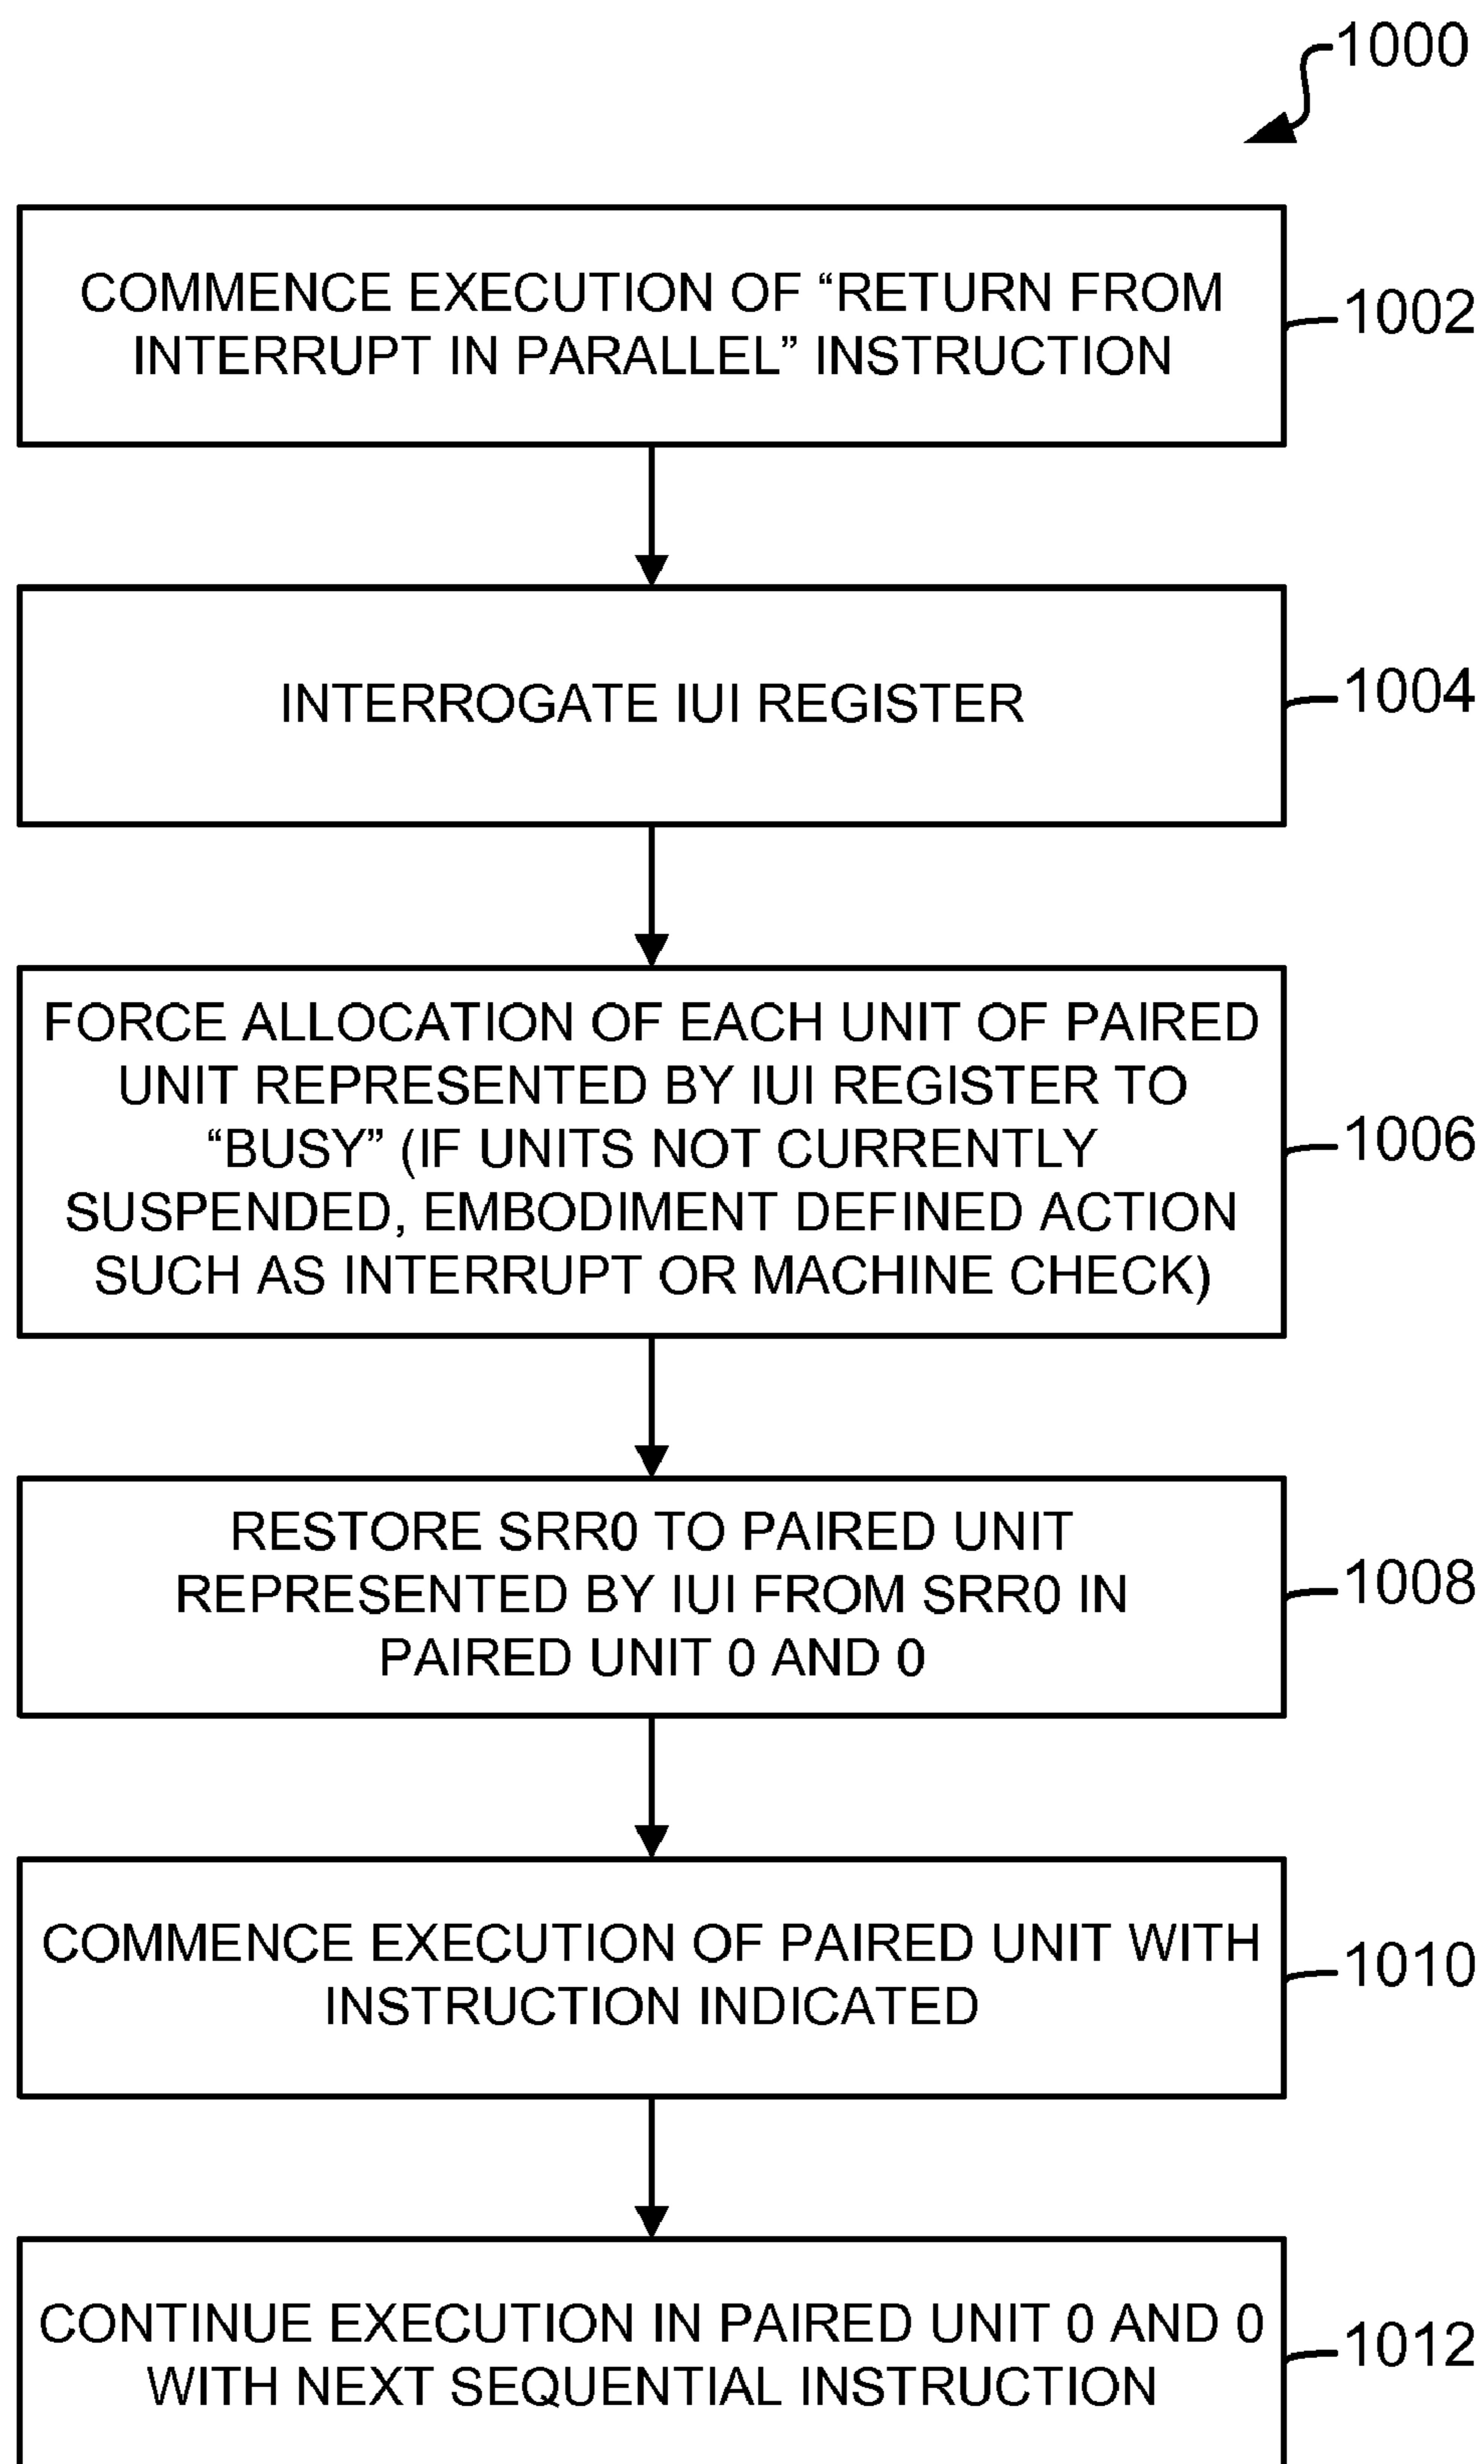 1000
COMMENCE EXECUTION OF “RETURN FROM
INTERRUPT IN PARALLEL” INSTRUCTION
1002
INTERROGATE IUI REGISTER
1004
FORCE ALLOCATION OF EACH UNIT OF PAIRED
UNIT REPRESENTED BY IUI REGISTER TO
“BUSY” (IF UNITS NOT CURRENTLY
SUSPENDED, EMBODIMENT DEFINED ACTION
SUCH AS INTERRUPT OR MACHINE CHECK)
1006
RESTORE SRR0 TO PAIRED UNIT
REPRESENTED BY IUI FROM SRR0 IN
PAIRED UNIT 0 AND 0
1008
COMMENCE EXECUTION OF PAIRED UNIT WITH
INSTRUCTION INDICATED
1010
CONTINUE EXECUTION IN PAIRED UNIT 0 AND 0
WITH NEXT SEQUENTIAL INSTRUCTION
1012